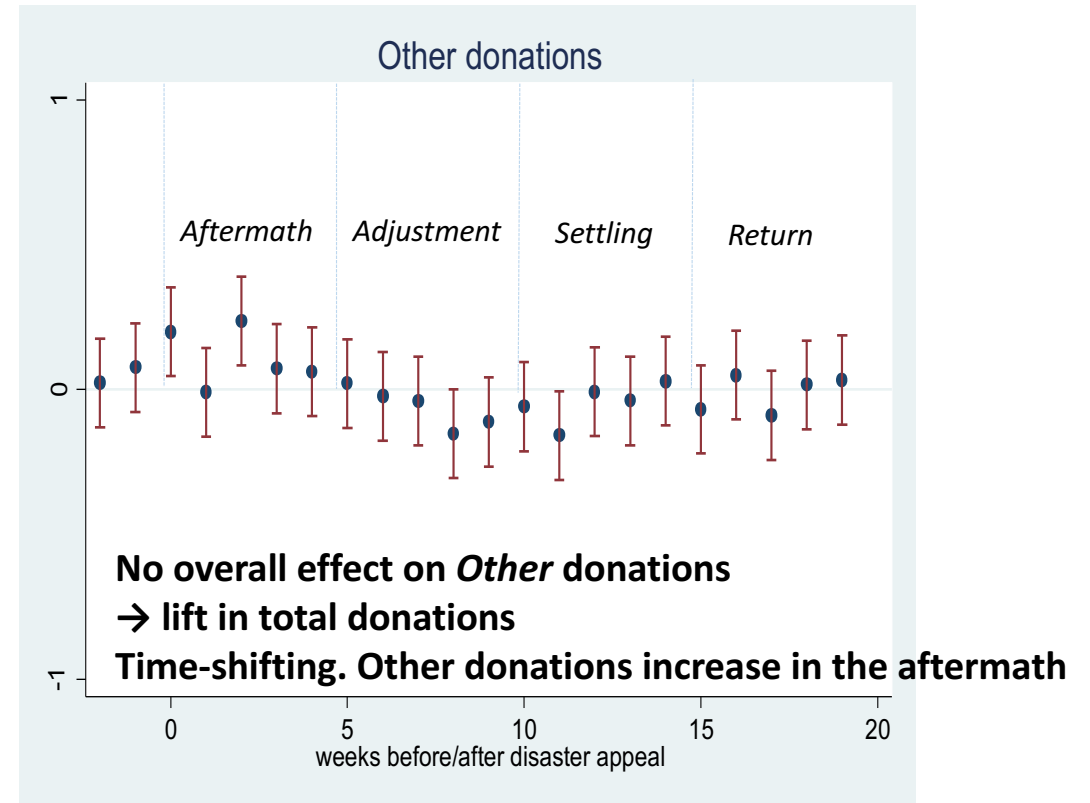 Other donations
1
0
-1
Aftermath Adjustment Settling Return
No overall effect on Other donations
→ lift in total donations
Time-shifting. Other donations increase in the aftermath
0 5 10 15 20
weeks before/after disaster appeal